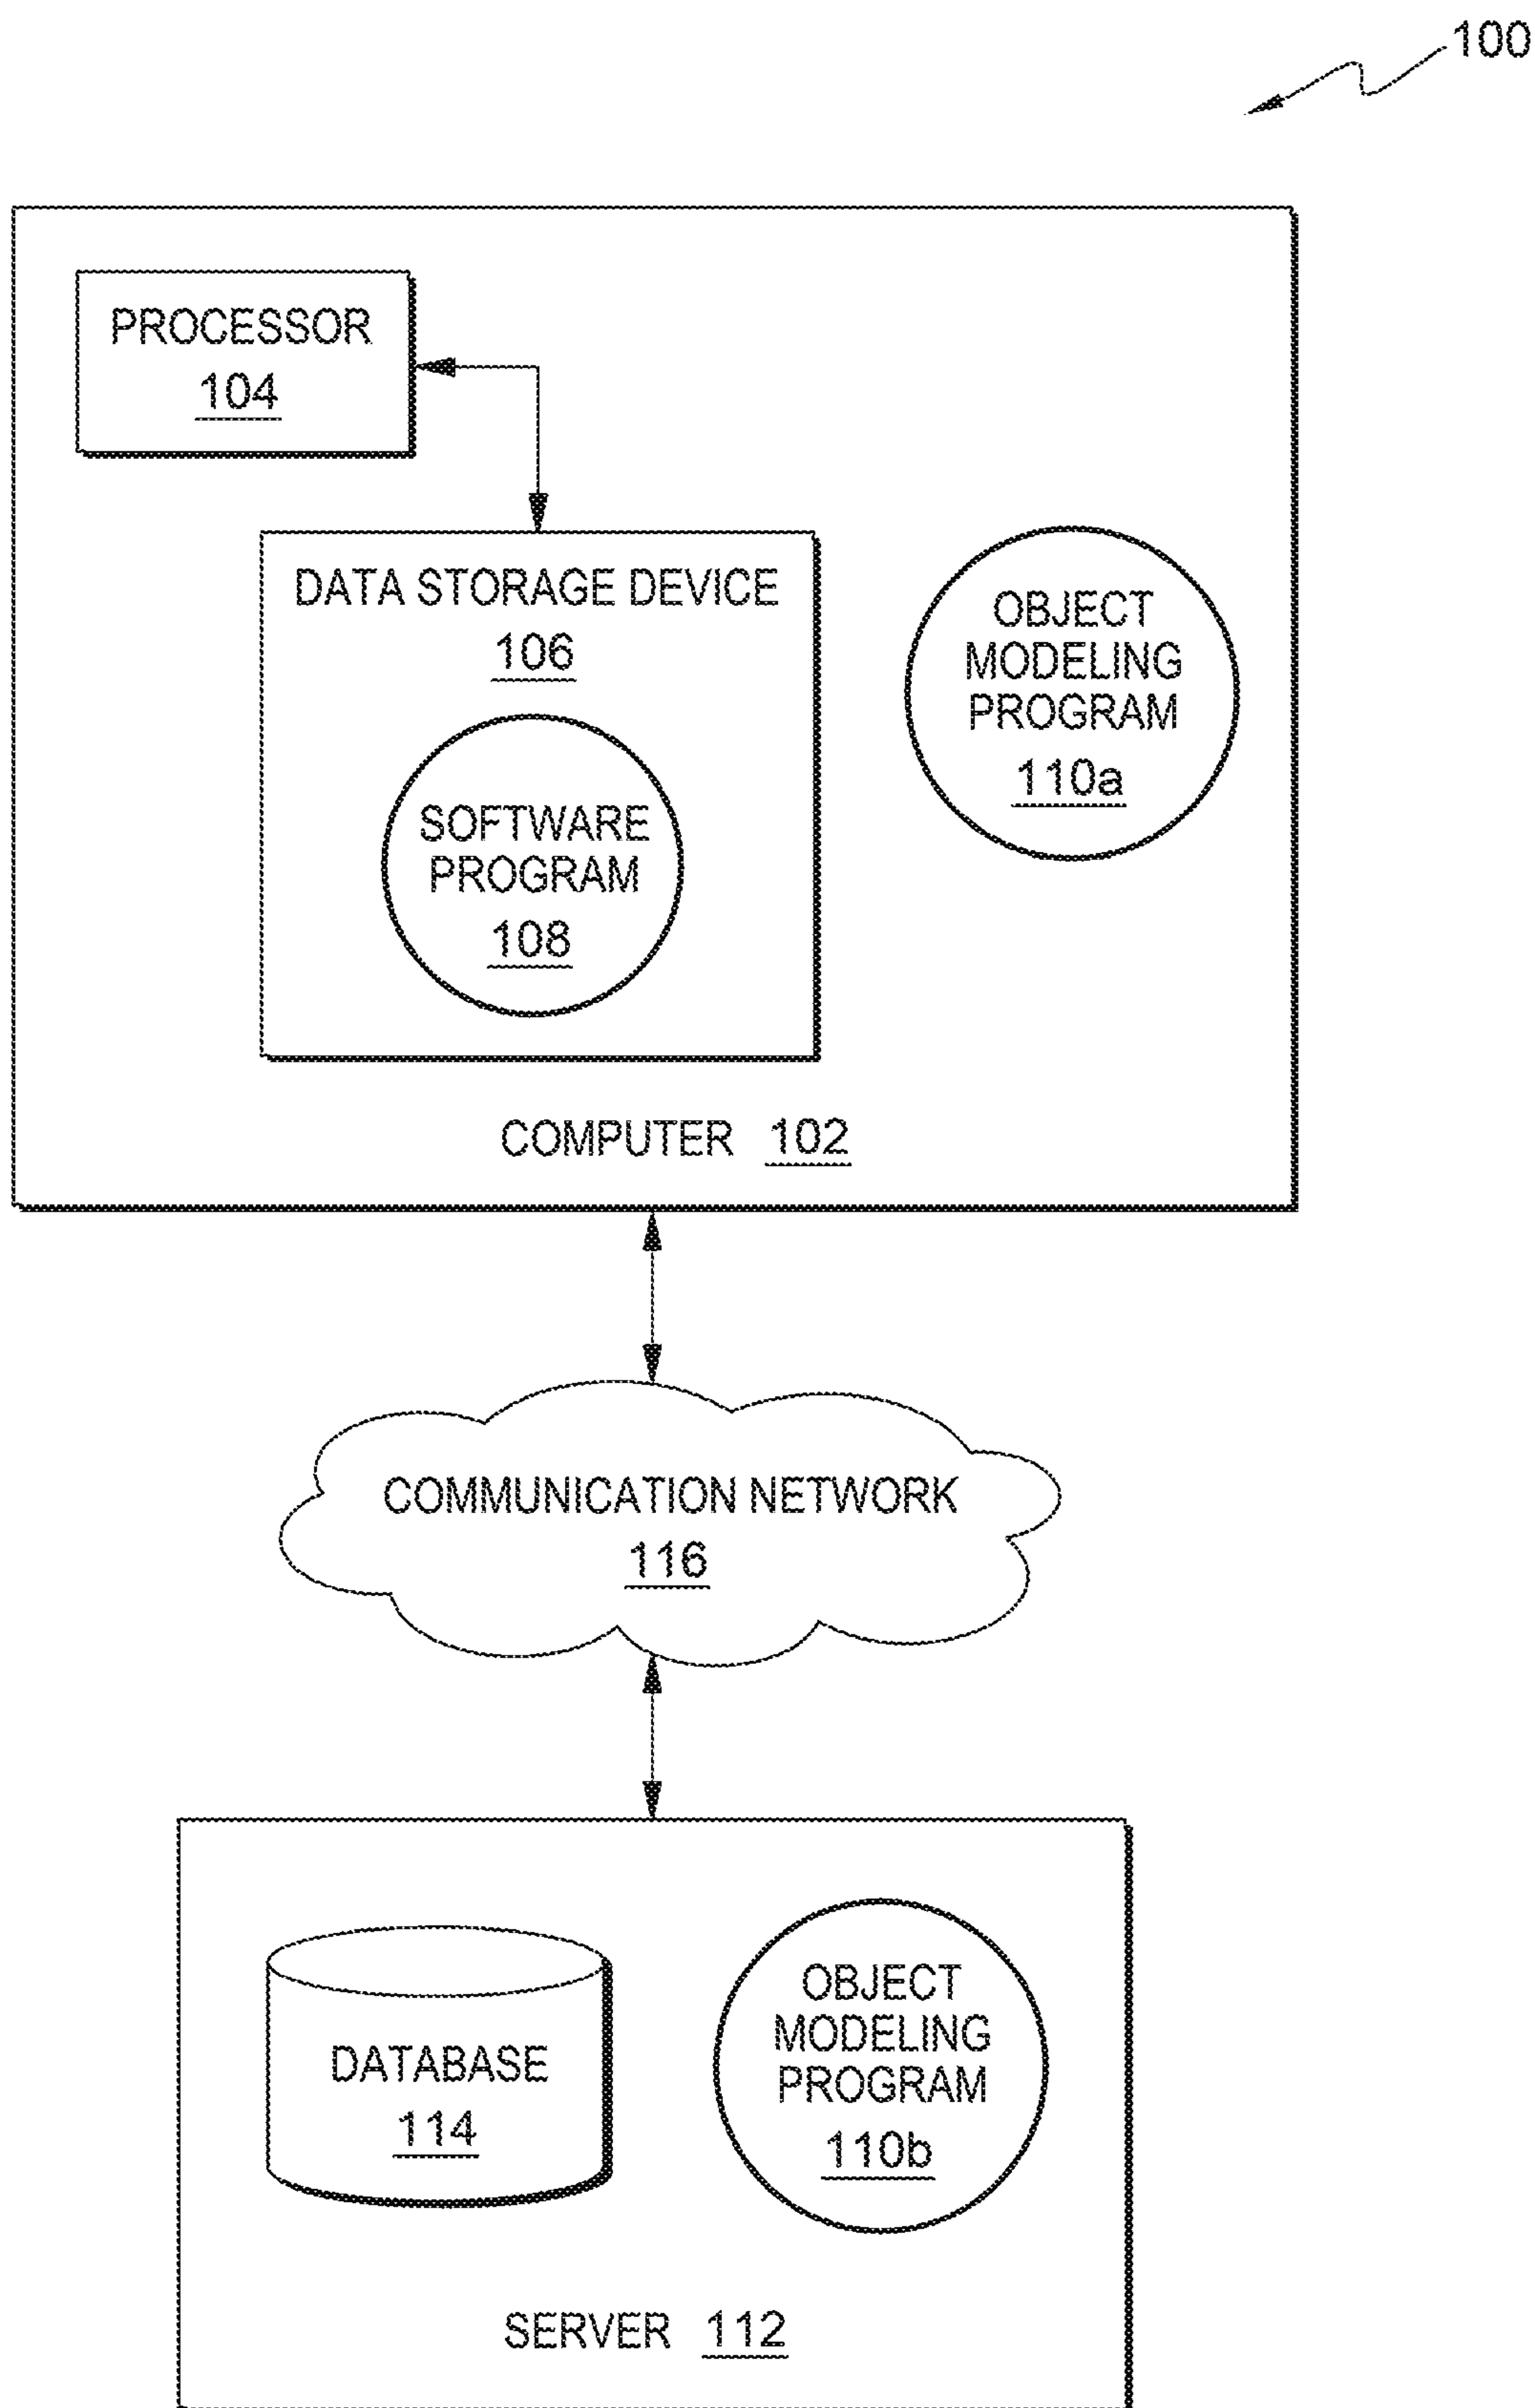 100
PROCESSOR
104
DATA STORAGE DEVICE
106
SOFTWARE
PROGRAM
108
OBJECT
MODELING
PROGRAM
110a
COMPUTER 102
COMMUNICATION NETWORK
116
DATABASE
114
OBJECT
MODELING
PROGRAM
110b
SERVER 112